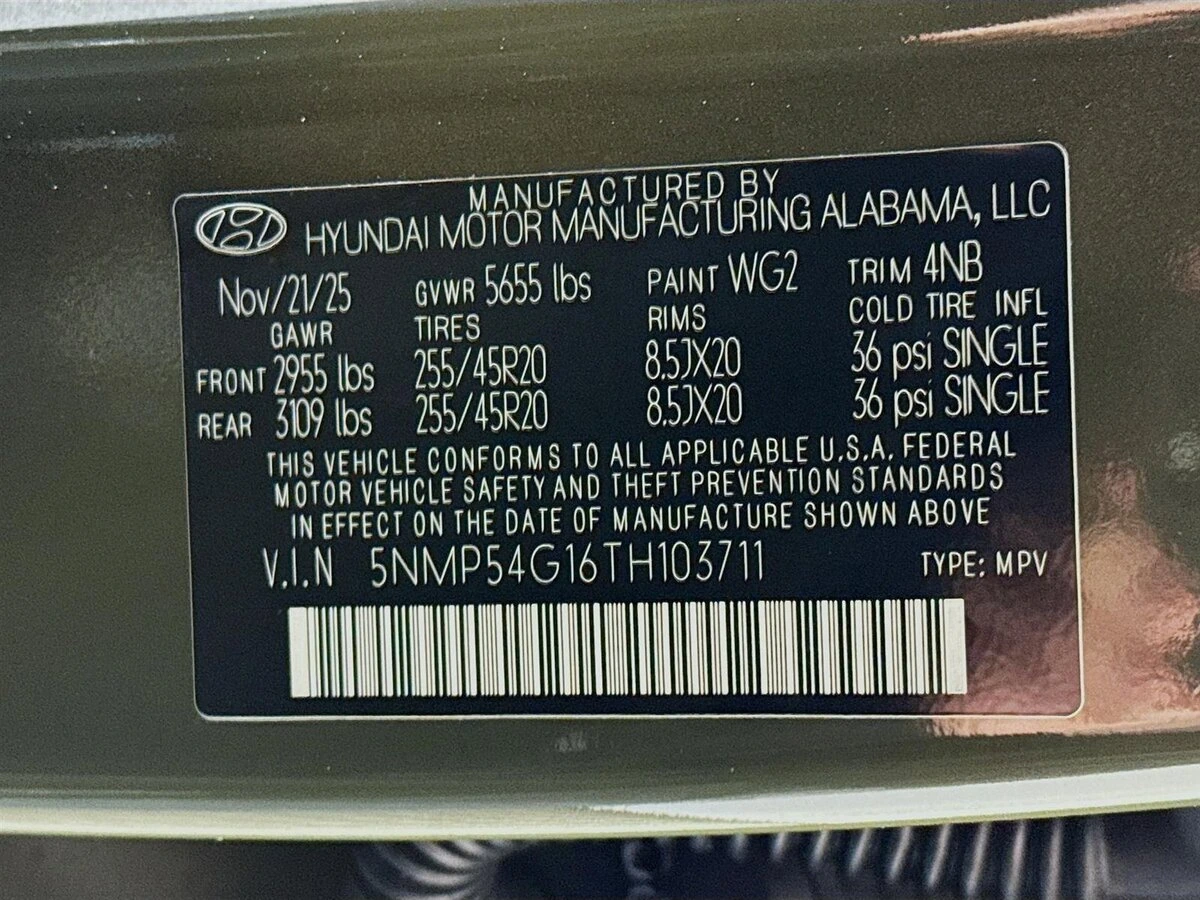 MANUFACTURED BY
HYUNDAI MOTOR MANUFACTURING ALABAMA, LLC
Nov/21/25 GVWR 5655 lbs PAINT WG2 TRIM 4NB
GAWR TIRES RIMS COLD TIRE INFL
FRONT 2955 lbs 255/45R20 8.5JX20 36 psi SINGLE
REAR 3109 lbs 255/45R20 8.5JX20 36 psi SINGLE
THIS VEHICLE CONFORMS TO ALL APPLICABLE U.S.A. FEDERAL
MOTOR VEHICLE SAFETY AND THEFT PREVENTION STANDARDS
IN EFFECT ON THE DATE OF MANUFACTURE SHOWN ABOVE
V.I.N 5NMP54G16TH103711 TYPE: MPV